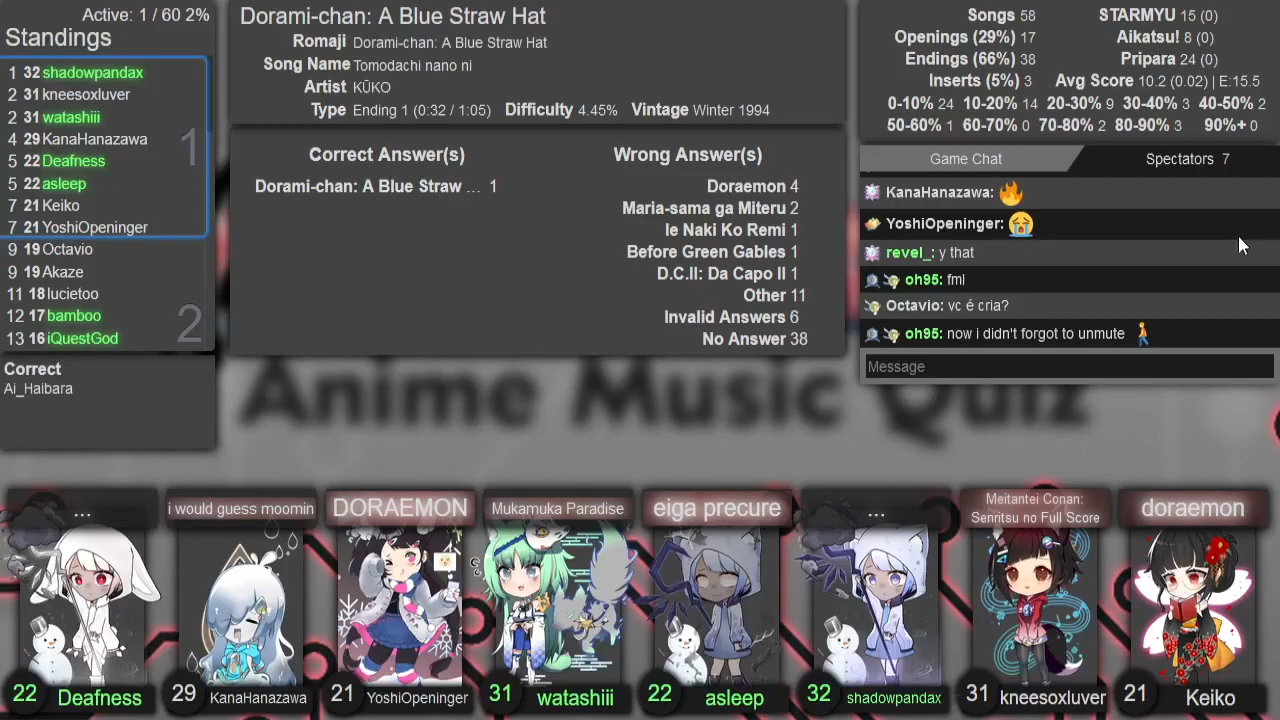 Active: 1 / 60 2%
Standings
1 32 shadowpandax
2 31 kneesoxluver
2 31 watashiii
4 29 KanaHanazawa
5 22 Deafness
5 22 asleep
7 21 Keiko
7 21 YoshiOpeninger
1
9 19 Octavio
9 19 Akaze
11 18 lucietoo
12 17 bamboo
13 16 iQuestGod
2
Correct
Ai_Haibara
Dorami-chan: A Blue Straw Hat
Romaji Dorami-chan: A Blue Straw Hat
Song Name Tomodachi nano ni
Artist KŪKO
Type Ending 1 (0:32 / 1:05) Difficulty 4.45% Vintage Winter 1994
Correct Answer(s)
Dorami-chan: A Blue Straw ... 1
Wrong Answer(s)
Doraemon 4
Maria-sama ga Miteru 2
Ie Naki Ko Remi 1
Before Green Gables 1
D.C.II: Da Capo II 1
Other 11
Invalid Answers 6
No Answer 38
Songs 58 STARMYU 15 (0)
Openings (29%) 17 Aikatsu! 8 (0)
Endings (66%) 38 Pripara 24 (0)
Inserts (5%) 3 Avg Score 10.2 (0.02) | E:15.5
0-10% 24 10-20% 14 20-30% 9 30-40% 3 40-50% 2
50-60% 1 60-70% 0 70-80% 2 80-90% 3 90%+ 0
Game Chat Spectators 7
KanaHanazawa: 🔥
YoshiOpeninger: 😭
revel_: y that
oh95: fml
Octavio: vc é cria?
oh95: now i didn't forgot to unmute 🚶
Message
Anime Music Quiz
...
i would guess moomin
DORAEMON
Mukamuka Paradise
eiga precure
...
Meitantei Conan:
Senritsu no Full Score
doraemon
22 Deafness
29 KanaHanazawa
21 YoshiOpeninger
31 watashiii
22 asleep
32 shadowpandax
31 kneesoxluver
21 Keiko